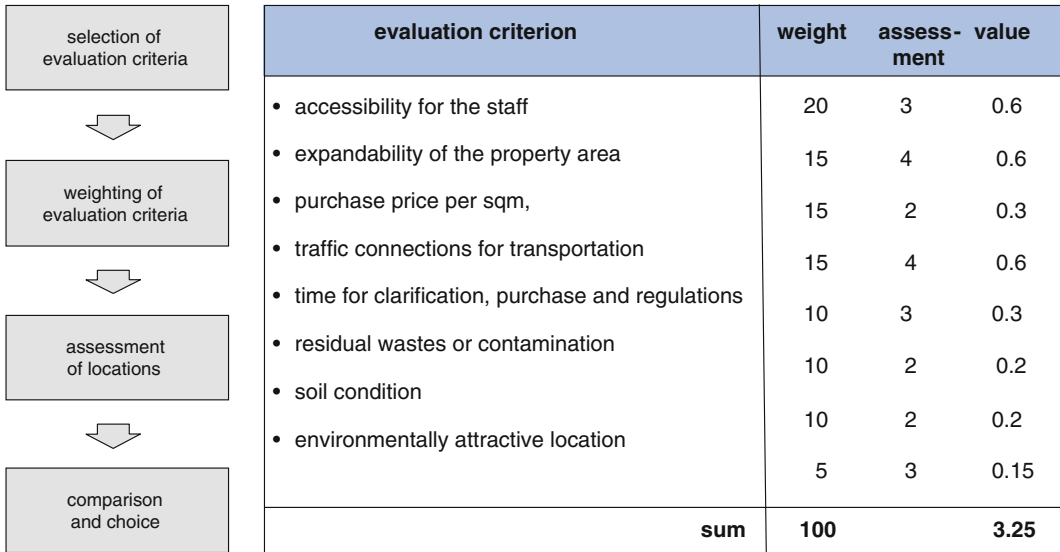 selection of
evaluation criteria
weighting of
evaluation criteria
assessment
of locations
comparison
and choice
evaluation criterion weight assess- value
ment
• accessibility for the staff 20 3 0.6
• expandability of the property area 15 4 0.6
• purchase price per sqm, 15 2 0.3
• traffic connections for transportation 15 4 0.6
• time for clarification, purchase and regulations 10 3 0.3
• residual wastes or contamination 10 2 0.2
• soil condition 10 2 0.2
• environmentally attractive location 5 3 0.15
sum 100 3.25